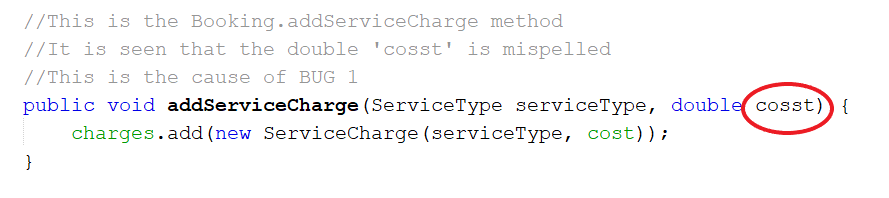 //This is the Booking.addServiceCharge method
//It is seen that the double 'cosst' is mispelled
//This is the cause of BUG 1
public void addServiceCharge(ServiceType serviceType, double cosst) {
    charges.add(new ServiceCharge(serviceType, cost));
}